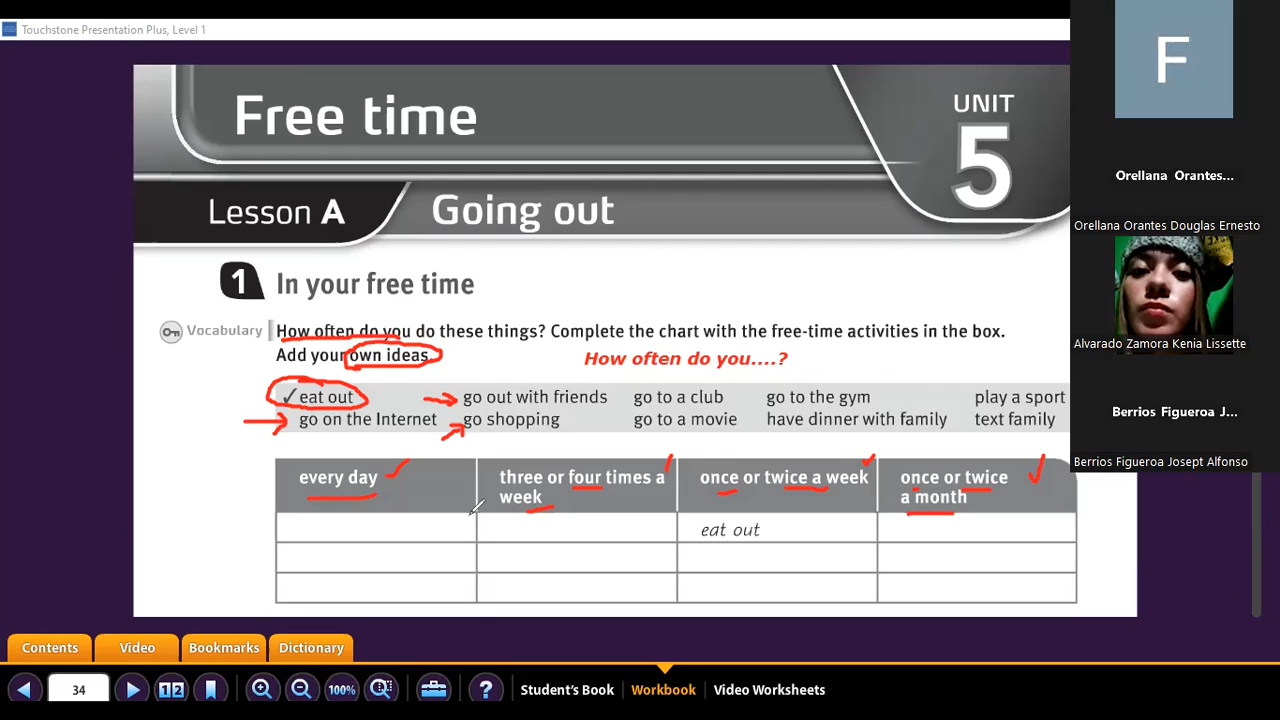 Touchstone Presentation Plus, Level 1
Free time
UNIT
5
Lesson A
Going out
1 In your free time
Vocabulary
How often do you do these things? Complete the chart with the free-time activities in the box.
Add your own ideas.
How often do you....?
✓ eat out go out with friends go to a club go to the gym play a sport
go on the Internet go shopping go to a movie have dinner with family text family
every day three or four times a once or twice a week once or twice
week a month
eat out
F
Orellana Orantes...
Orellana Orantes Douglas Ernesto
Alvarado Zamora Kenia Lissette
Berrios Figueroa J...
Berrios Figueroa Josept Alfonso
Contents Video Bookmarks Dictionary
34 12 100% ? Student's Book Workbook Video Worksheets